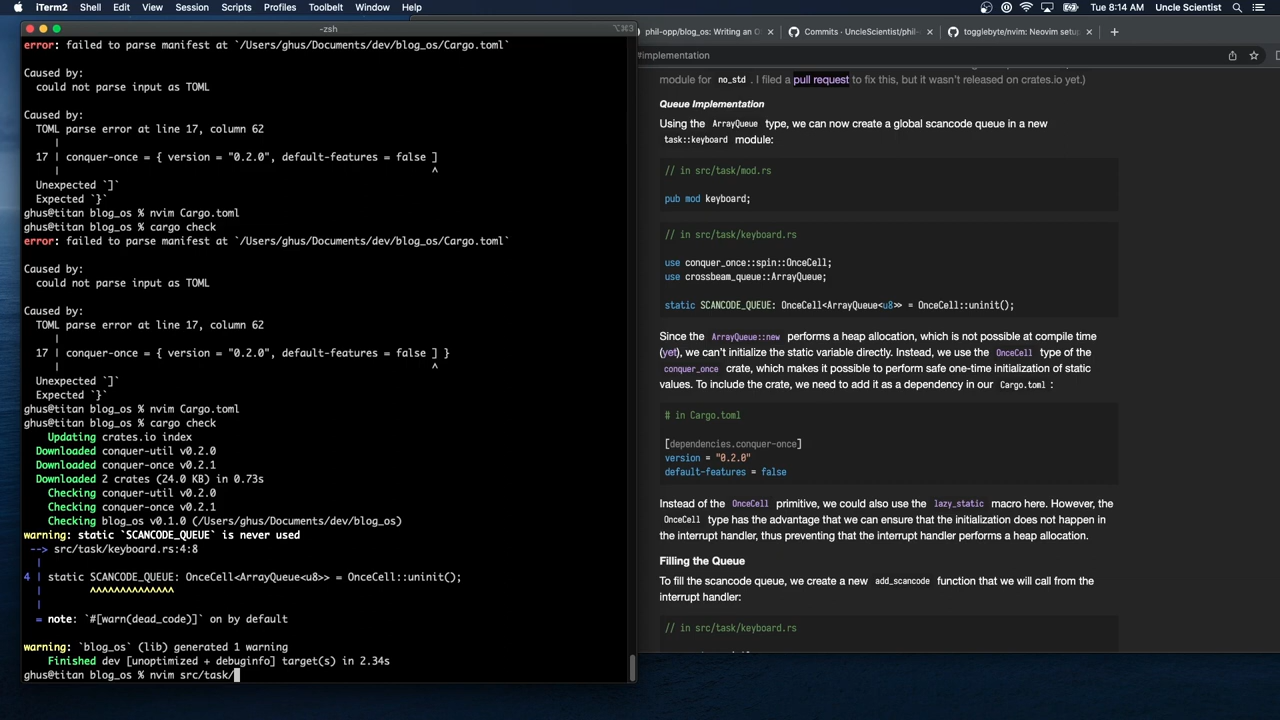 iTerm2 Shell Edit View Session Scripts Profiles Toolbelt Window Help
Tue 8:14 AM Uncle Scientist
-zsh
⌥⌘3
error: failed to parse manifest at `/Users/ghus/Documents/dev/blog_os/Cargo.toml`
Caused by:
could not parse input as TOML
Caused by:
TOML parse error at line 17, column 62
|
17 | conquer-once = { version = "0.2.0", default-features = false ]
|                                                              ^
Unexpected `]`
Expected `}`
ghus@titan blog_os % nvim Cargo.toml
ghus@titan blog_os % cargo check
error: failed to parse manifest at `/Users/ghus/Documents/dev/blog_os/Cargo.toml`
Caused by:
could not parse input as TOML
Caused by:
TOML parse error at line 17, column 62
|
17 | conquer-once = { version = "0.2.0", default-features = false ] }
|                                                              ^
Unexpected `]`
Expected `}`
ghus@titan blog_os % nvim Cargo.toml
ghus@titan blog_os % cargo check
Updating crates.io index
Downloaded conquer-util v0.2.0
Downloaded conquer-once v0.2.1
Downloaded 2 crates (24.0 KB) in 0.73s
Checking conquer-util v0.2.0
Checking conquer-once v0.2.1
Checking blog_os v0.1.0 (/Users/ghus/Documents/dev/blog_os)
warning: static `SCANCODE_QUEUE` is never used
--> src/task/keyboard.rs:4:8
|
4 | static SCANCODE_QUEUE: OnceCell<ArrayQueue<u8>> = OnceCell::uninit();
|        ^^^^^^^^^^^^^^
|
= note: `#[warn(dead_code)]` on by default
warning: `blog_os` (lib) generated 1 warning
Finished dev [unoptimized + debuginfo] target(s) in 2.34s
ghus@titan blog_os % nvim src/task/
phil-opp/blog_os: Writing an O
Commits · UncleScientist/phil-
togglebyte/nvim: Neovim setup
#implementation
module for no_std . I filed a pull request to fix this, but it wasn't released on crates.io yet.)
Queue Implementation
Using the ArrayQueue type, we can now create a global scancode queue in a new
task::keyboard module:
// in src/task/mod.rs
pub mod keyboard;
// in src/task/keyboard.rs
use conquer_once::spin::OnceCell;
use crossbeam_queue::ArrayQueue;
static SCANCODE_QUEUE: OnceCell<ArrayQueue<u8>> = OnceCell::uninit();
Since the ArrayQueue::new performs a heap allocation, which is not possible at compile time
(yet), we can't initialize the static variable directly. Instead, we use the OnceCell type of the
conquer_once crate, which makes it possible to perform safe one-time initialization of static
values. To include the crate, we need to add it as a dependency in our Cargo.toml :
# in Cargo.toml
[dependencies.conquer-once]
version = "0.2.0"
default-features = false
Instead of the OnceCell primitive, we could also use the lazy_static macro here. However, the
OnceCell type has the advantage that we can ensure that the initialization does not happen in
the interrupt handler, thus preventing that the interrupt handler performs a heap allocation.
Filling the Queue
To fill the scancode queue, we create a new add_scancode function that we will call from the
interrupt handler:
// in src/task/keyboard.rs